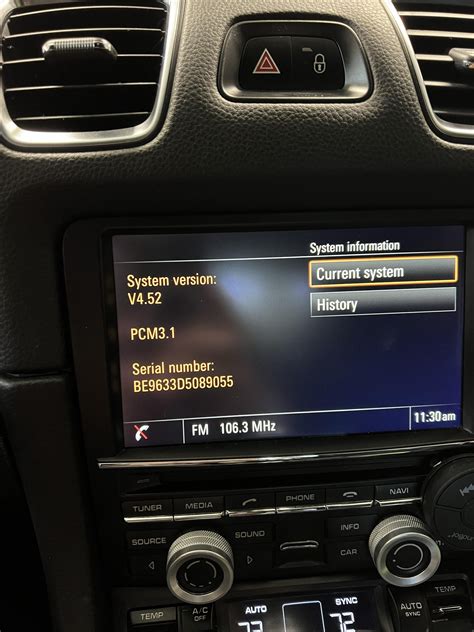 System information
Current system
History
System version:
V4.52
PCM3.1
Serial number:
BE9633D5089055
FM 106.3 MHz
11:30am
TUNER
MEDIA
PHONE
NAVI
SOURCE
SOUND
INFO
CAR
TEMP
A/C
OFF
AUTO
AUTO
SYNC
TEMP
72